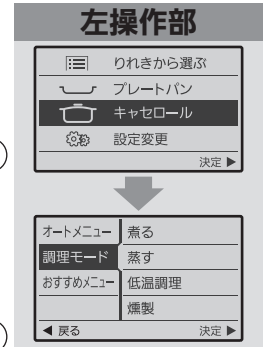 左操作部
りれきから選ぶ
プレートパン
キャセロール
設定変更
決定 ▶
オートメニュー 煮る
調理モード 蒸す
おすすめメニュー 低温調理
燻製
◀ 戻る 決定 ▶